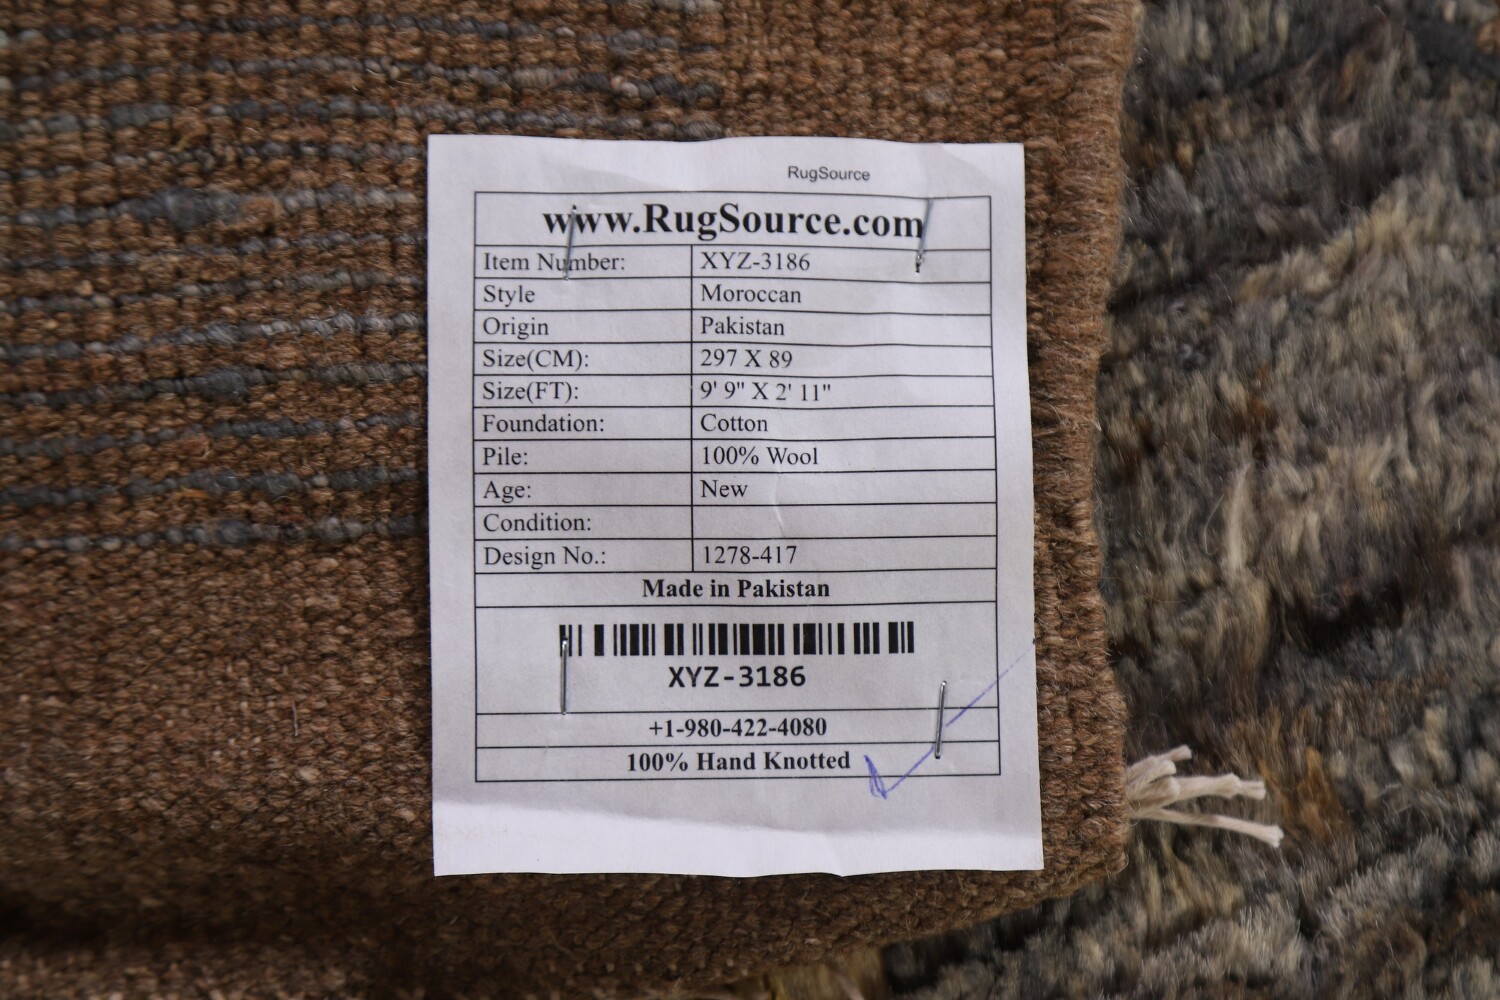 RugSource
www.RugSource.com
Item Number: XYZ-3186
Style Moroccan
Origin Pakistan
Size(CM): 297 X 89
Size(FT): 9' 9" X 2' 11"
Foundation: Cotton
Pile: 100% Wool
Age: New
Condition:
Design No.: 1278-417
Made in Pakistan
XYZ-3186
+1-980-422-4080
100% Hand Knotted